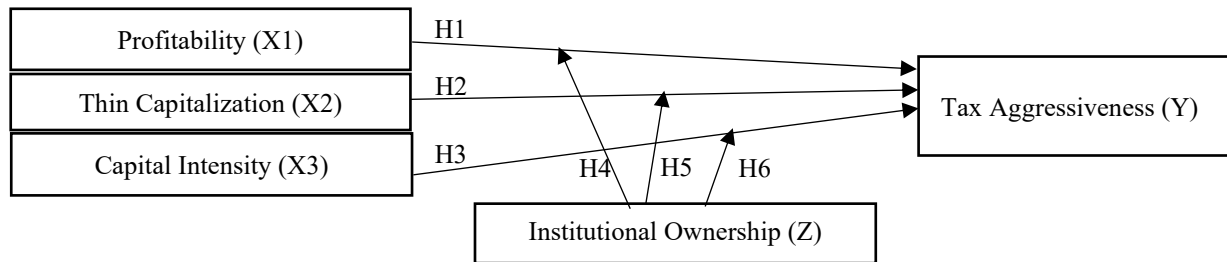 Profitability (X1)
H1
Thin Capitalization (X2)
H2
Tax Aggressiveness (Y)
Capital Intensity (X3)
H3
H4
H5
H6
Institutional Ownership (Z)